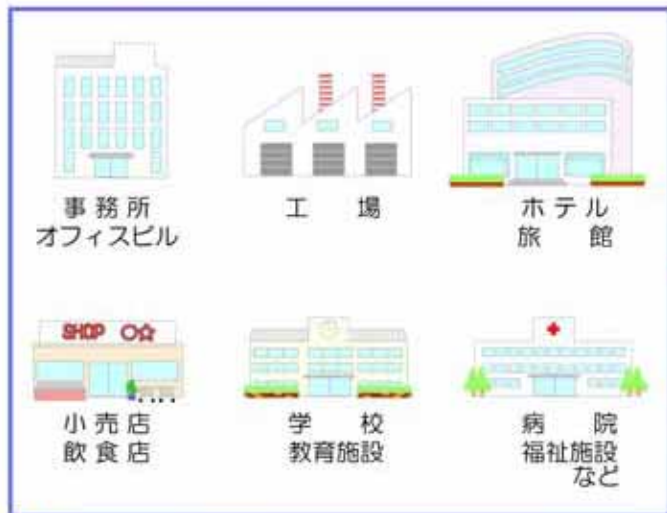 事務所
オフィスビル
工場
ホテル
旅館
SHOP ○☆
小売店
飲食店
学校
教育施設
病院
福祉施設
など